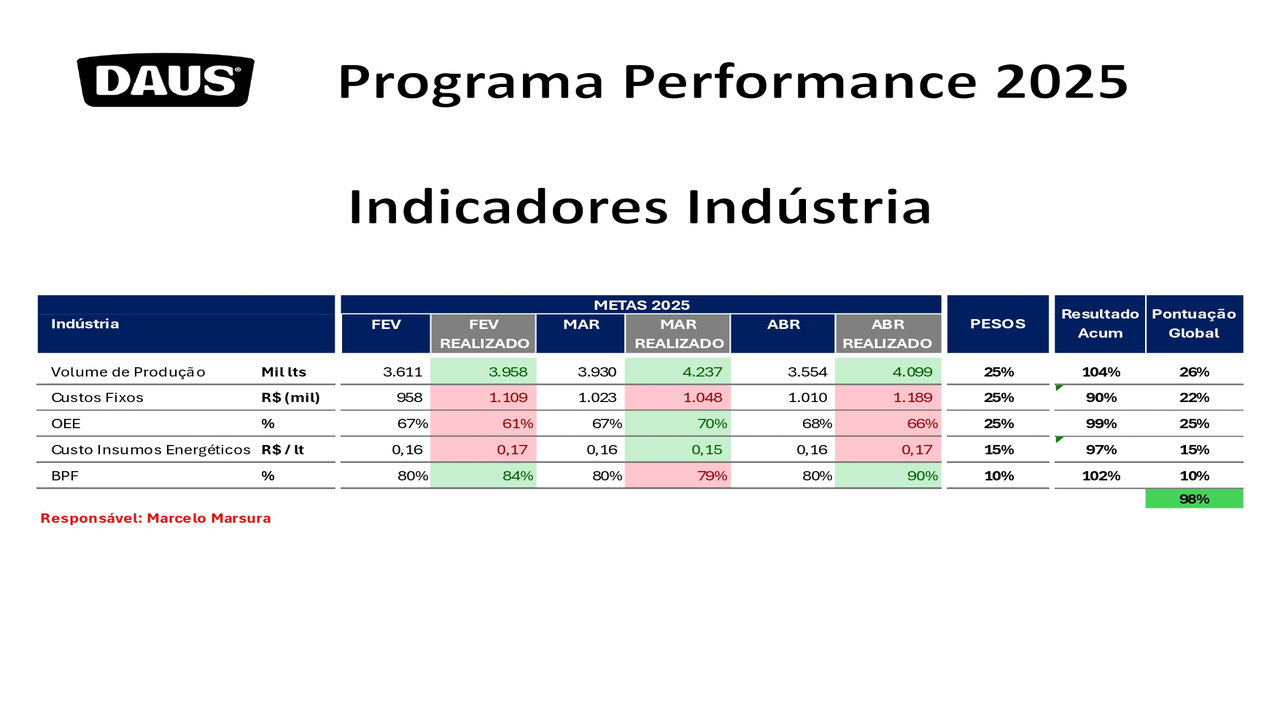 DAUS® Programa Performance 2025
Indicadores Indústria
METAS 2025
Indústria FEV FEV REALIZADO MAR MAR REALIZADO ABR ABR REALIZADO PESOS Resultado Acum Pontuação Global
Volume de Produção Mil lts 3.611 3.958 3.930 4.237 3.554 4.099 25% 104% 26%
Custos Fixos R$ (mil) 958 1.109 1.023 1.048 1.010 1.189 25% 90% 22%
OEE % 67% 61% 67% 70% 68% 66% 25% 99% 25%
Custo Insumos Energéticos R$ / lt 0,16 0,17 0,16 0,15 0,16 0,17 15% 97% 15%
BPF % 80% 84% 80% 79% 80% 90% 10% 102% 10%
98%
Responsável: Marcelo Marsura